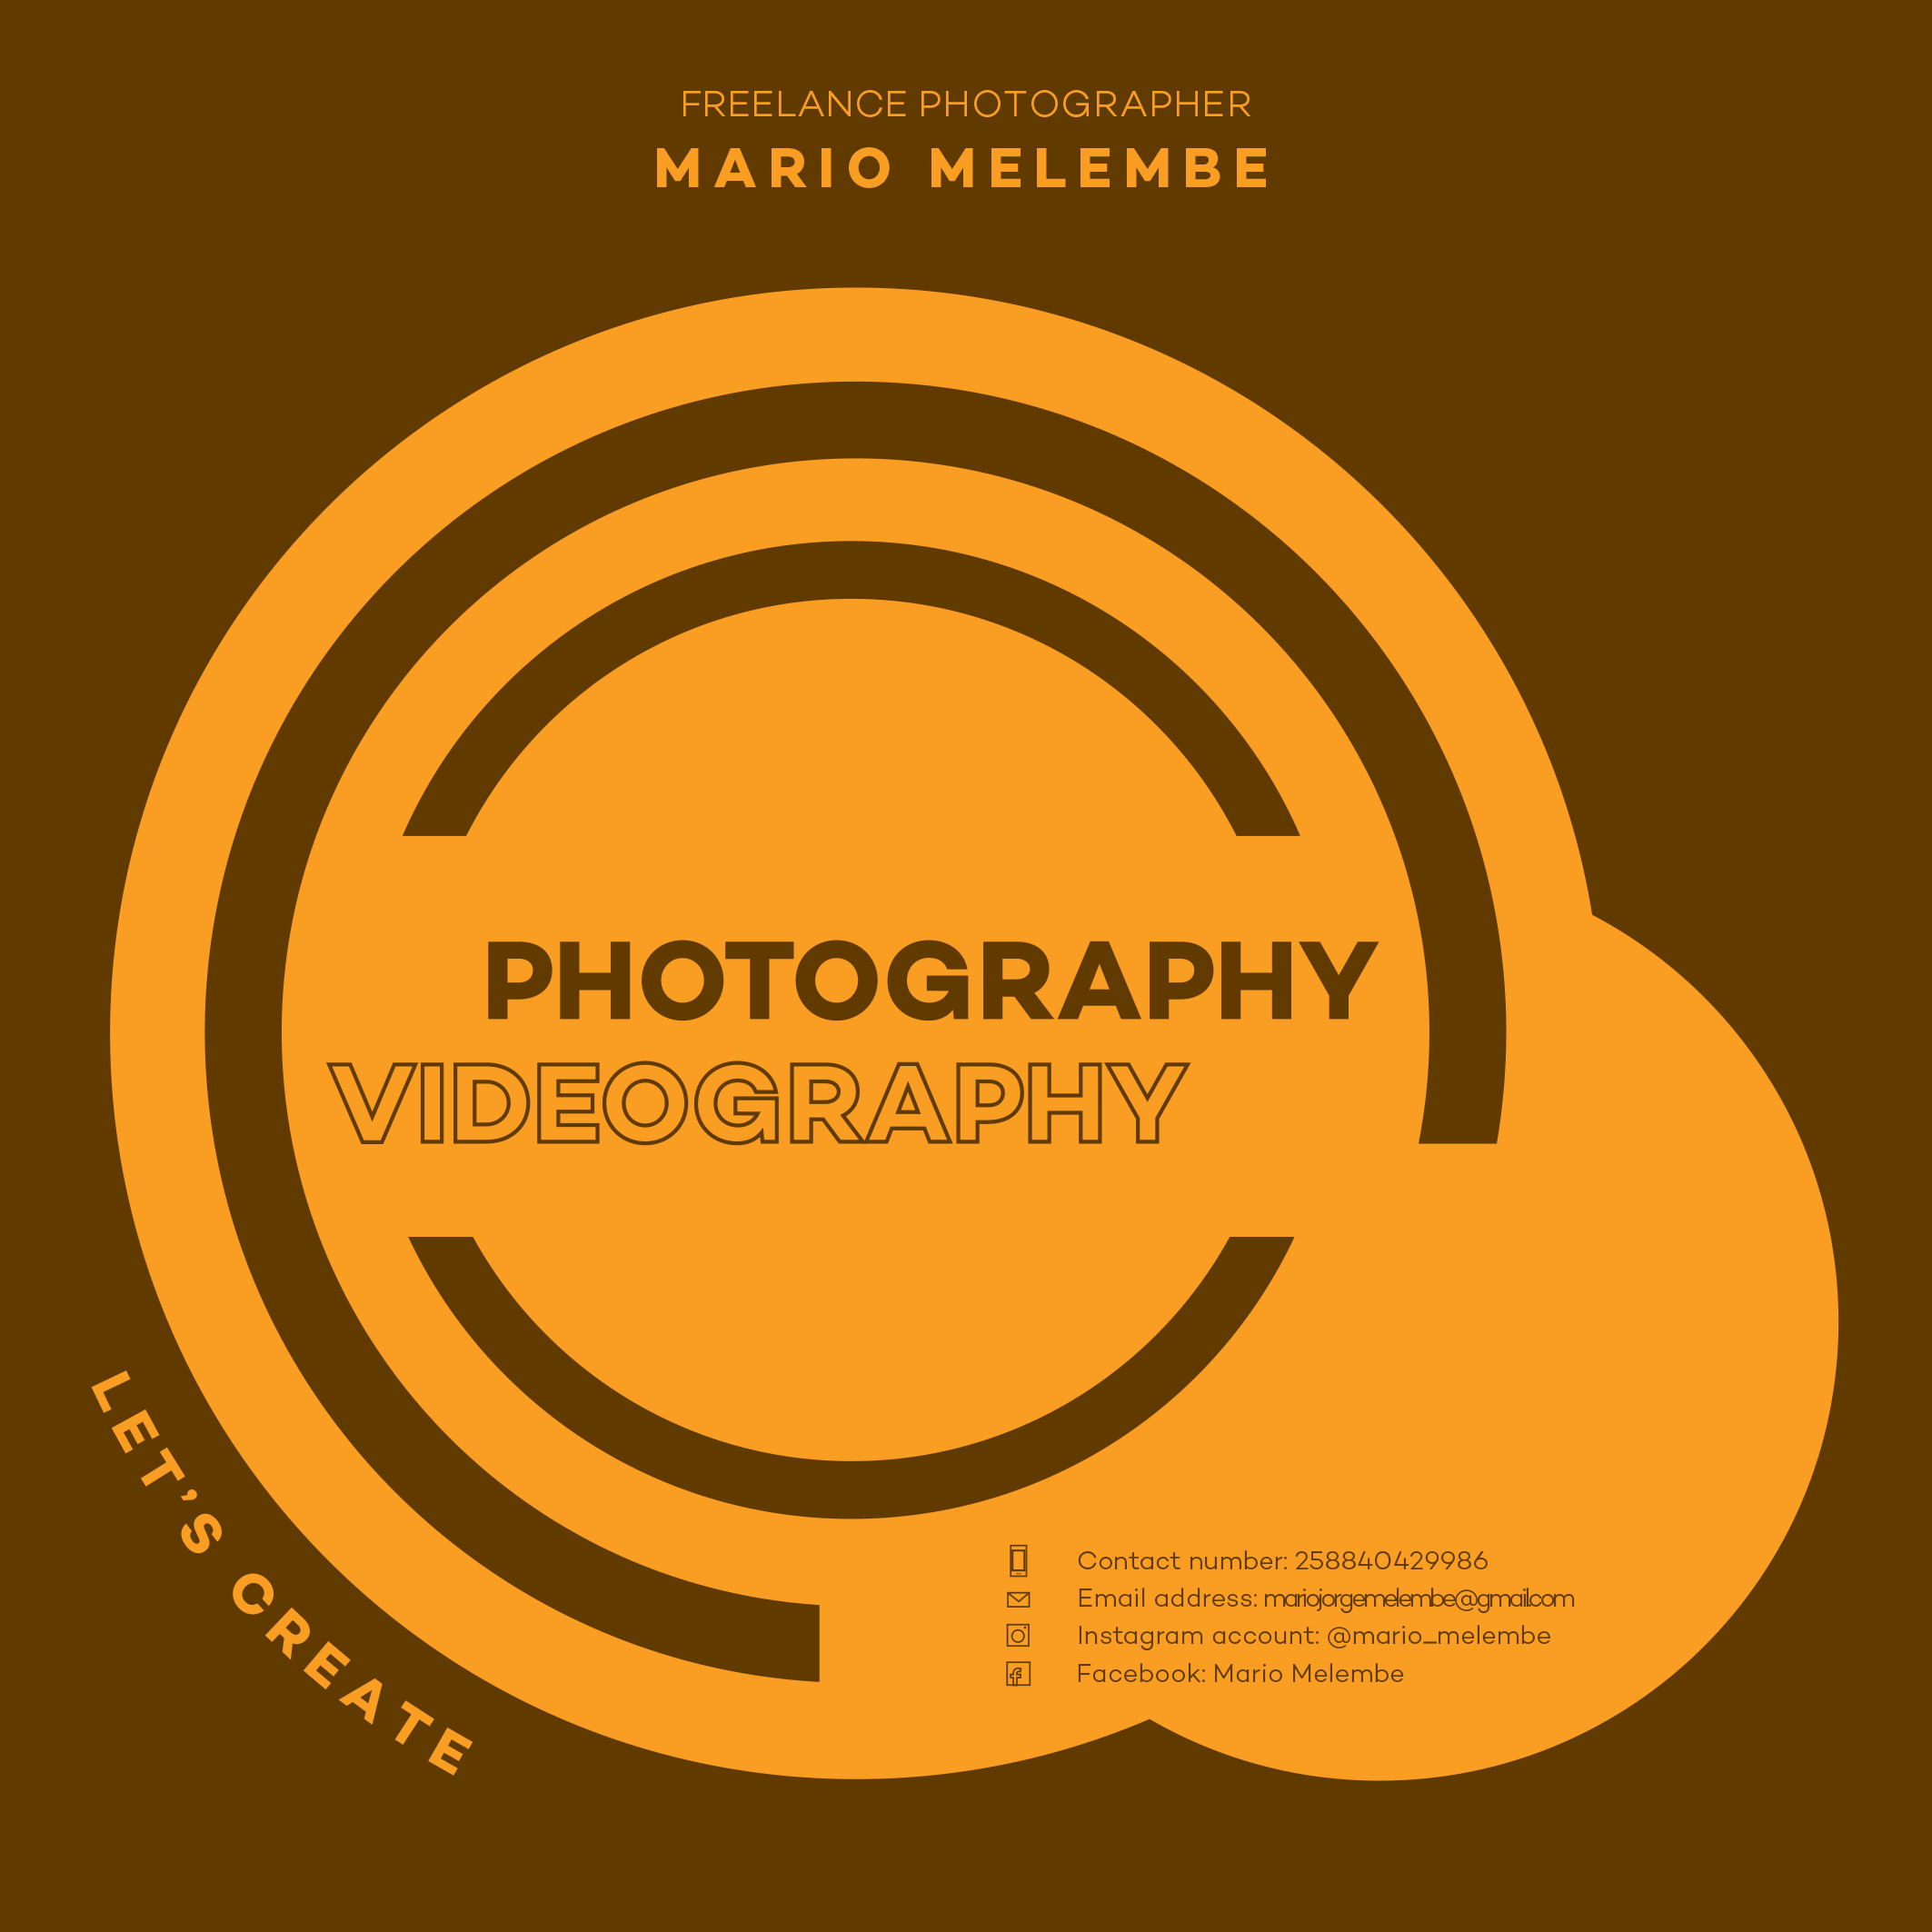 FREELANCE PHOTOGRAPHER
MARIO MELEMBE
PHOTOGRAPHY
VIDEOGRAPHY
LET'S CREATE
Contact number: 258840429986
Email address: mariojorgemelembe@gmail.com
Instagram account: @mario_melembe
Facebook: Mario Melembe